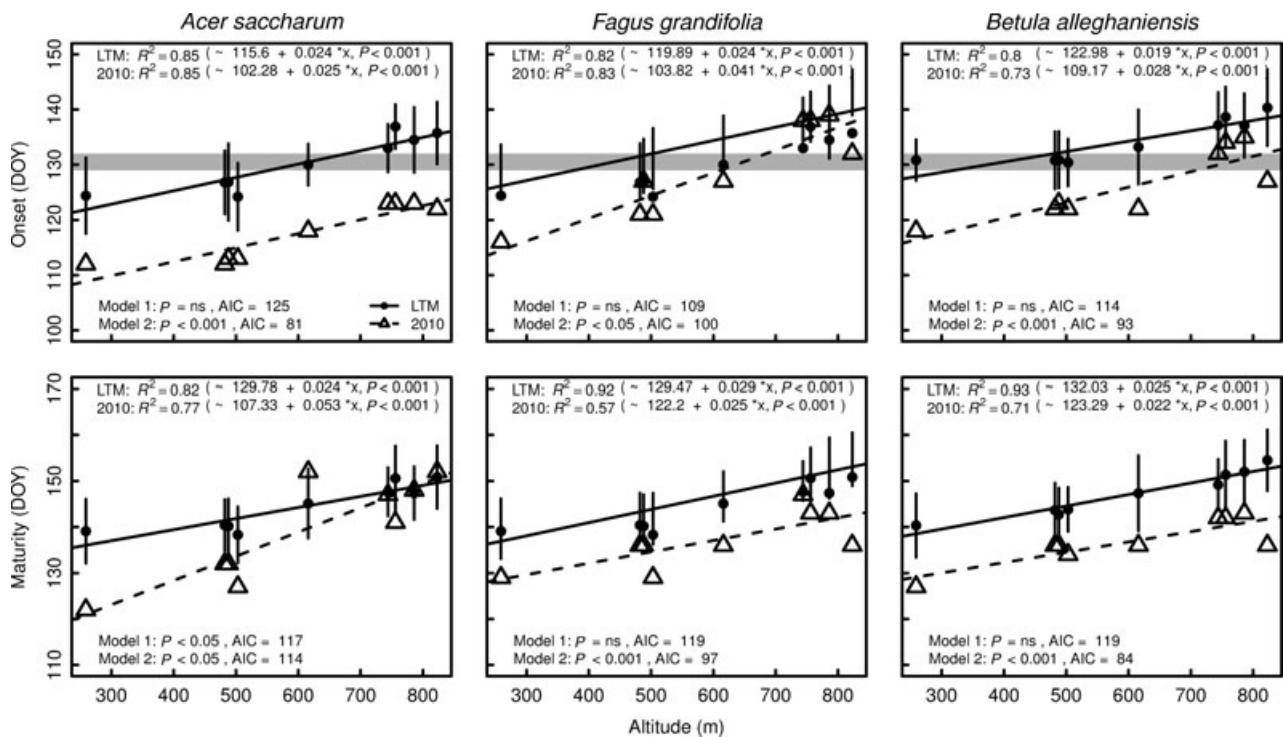 Acer saccharum
Fagus grandifolia
Betula alleghaniensis
Onset (DOY)
150
140
130
120
110
100
LTM: R² = 0.85 ( ~ 115.6 + 0.024 *x, P < 0.001 )
2010: R² = 0.85 ( ~ 102.28 + 0.025 *x, P < 0.001 )
Model 1: P = ns , AIC = 125
Model 2: P < 0.001 , AIC = 81
LTM
2010
LTM: R² = 0.82 ( ~ 119.89 + 0.024 *x, P < 0.001 )
2010: R² = 0.83 ( ~ 103.82 + 0.041 *x, P < 0.001 )
Model 1: P = ns , AIC = 109
Model 2: P < 0.05 , AIC = 100
LTM: R² = 0.8 ( ~ 122.98 + 0.019 *x, P < 0.001 )
2010: R² = 0.73 ( ~ 109.17 + 0.028 *x, P < 0.001 )
Model 1: P = ns , AIC = 114
Model 2: P < 0.001 , AIC = 93
Maturity (DOY)
170
150
130
110
LTM: R² = 0.82 ( ~ 129.78 + 0.024 *x, P < 0.001 )
2010: R² = 0.77 ( ~ 107.33 + 0.053 *x, P < 0.001 )
Model 1: P < 0.05 , AIC = 117
Model 2: P < 0.05 , AIC = 114
LTM: R² = 0.92 ( ~ 129.47 + 0.029 *x, P < 0.001 )
2010: R² = 0.57 ( ~ 122.2 + 0.025 *x, P < 0.001 )
Model 1: P = ns , AIC = 119
Model 2: P < 0.001 , AIC = 97
LTM: R² = 0.93 ( ~ 132.03 + 0.025 *x, P < 0.001 )
2010: R² = 0.71 ( ~ 123.29 + 0.022 *x, P < 0.001 )
Model 1: P = ns , AIC = 119
Model 2: P < 0.001 , AIC = 84
300 400 500 600 700 800
300 400 500 600 700 800
300 400 500 600 700 800
Altitude (m)